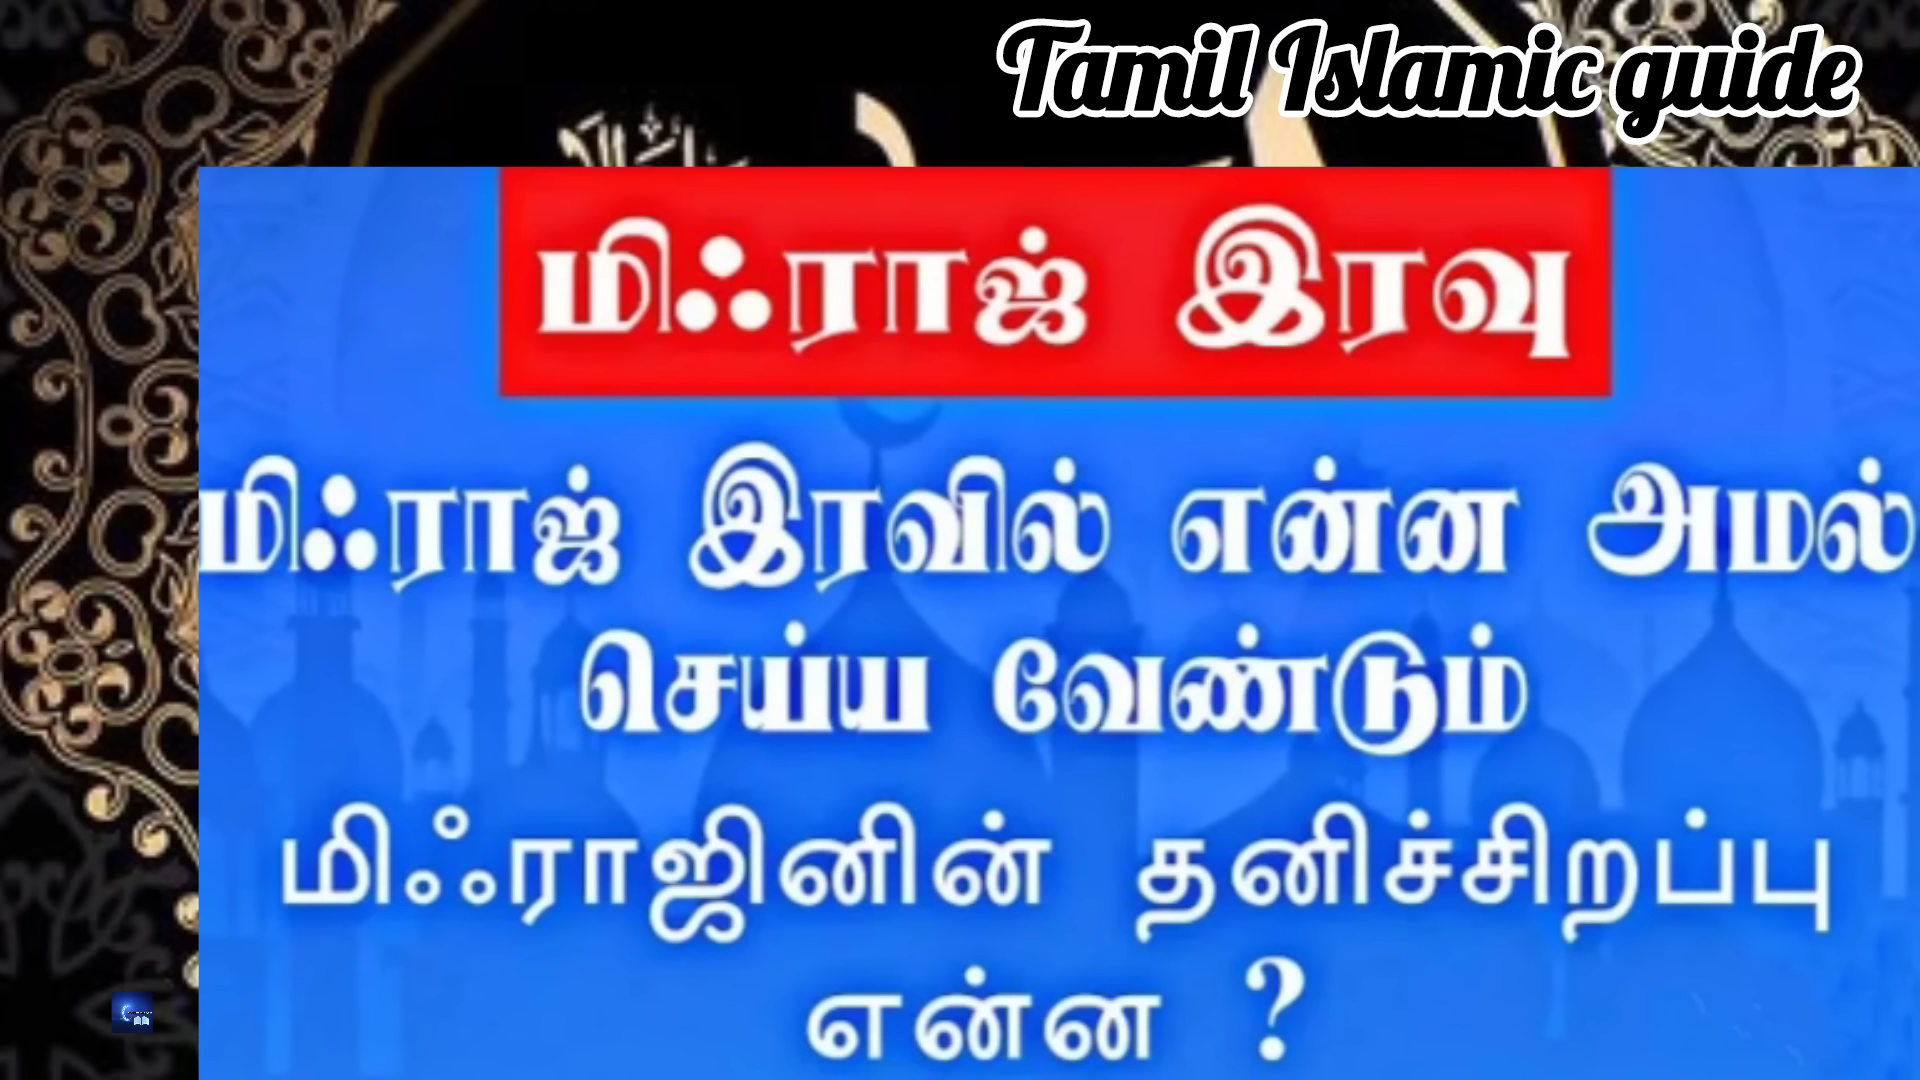 Tamil Islamic guide
மிஃராஜ் இரவு
மிஃராஜ் இரவில் என்ன அமல்
செய்ய வேண்டும்
மிஃராஜினின் தனிச்சிறப்பு
என்ன ?